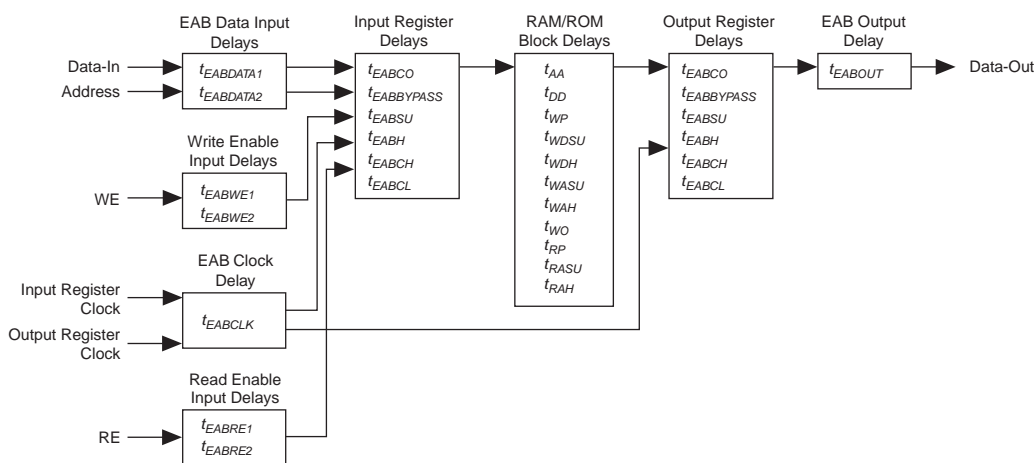 EAB Data Input
Delays
Data-In
Address
tEABDATA1
tEABDATA2
Write Enable
Input Delays
WE
tEABWE1
tEABWE2
EAB Clock
Delay
Input Register
Clock
Output Register
Clock
tEABCLK
Read Enable
Input Delays
RE
tEABRE1
tEABRE2
Input Register
Delays
tEABCO
tEABBYPASS
tEABSU
tEABH
tEABCH
tEABCL
RAM/ROM
Block Delays
tAA
tDD
tWP
tWDSU
tWDH
tWASU
tWAH
tWO
tRP
tRASU
tRAH
Output Register
Delays
tEABCO
tEABBYPASS
tEABSU
tEABH
tEABCH
tEABCL
EAB Output
Delay
tEABOUT
Data-Out